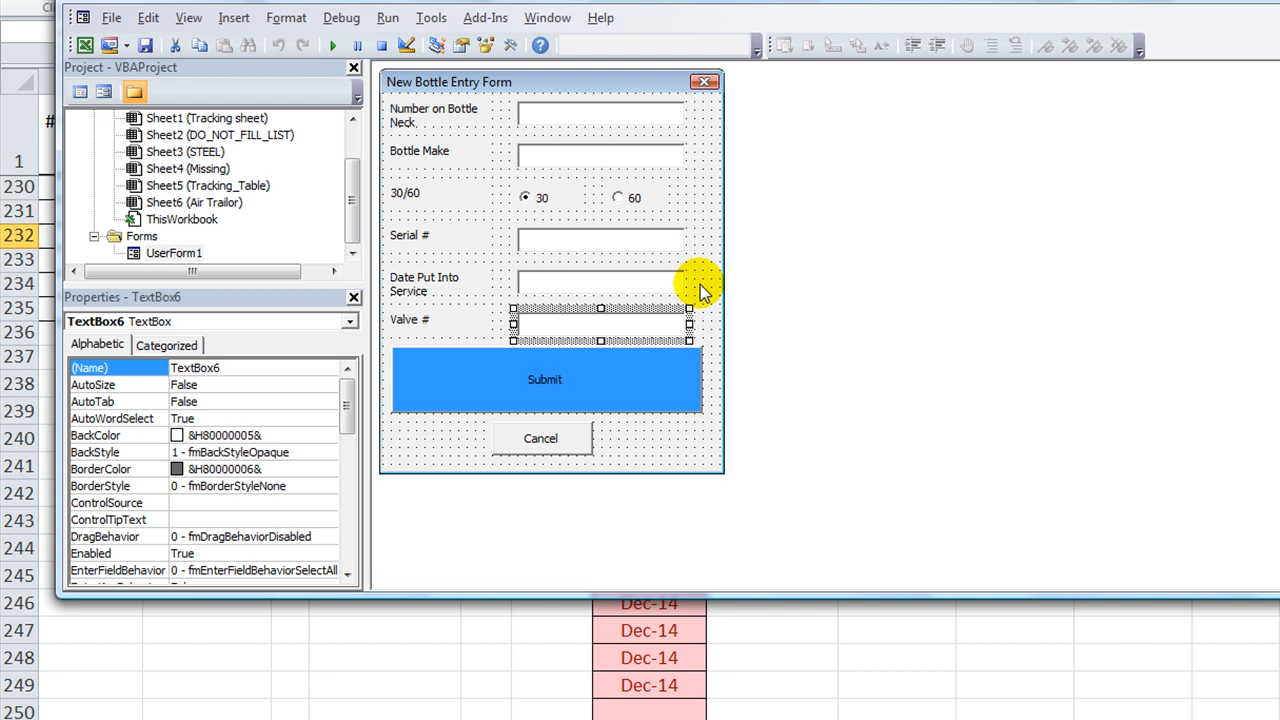 File Edit View Insert Format Debug Run Tools Add-Ins Window Help
Project - VBAProject
Sheet1 (Tracking sheet)
Sheet2 (DO_NOT_FILL_LIST)
Sheet3 (STEEL)
Sheet4 (Missing)
Sheet5 (Tracking_Table)
Sheet6 (Air Trailor)
ThisWorkbook
Forms
UserForm1
Properties - TextBox6
TextBox6 TextBox
Alphabetic Categorized
(Name) TextBox6
AutoSize False
AutoTab False
AutoWordSelect True
BackColor &H80000005&
BackStyle 1 - fmBackStyleOpaque
BorderColor &H80000006&
BorderStyle 0 - fmBorderStyleNone
ControlSource
ControlTipText
DragBehavior 0 - fmDragBehaviorDisabled
Enabled True
EnterFieldBehavior 0 - fmEnterFieldBehaviorSelectAll
New Bottle Entry Form
Number on Bottle
Neck
Bottle Make
30/60 30 60
Serial #
Date Put Into
Service
Valve #
Submit
Cancel
#
1
230
231
232
233
234
235
236
237
238
239
240
241
242
243
244
245
246 Dec-14
247 Dec-14
248 Dec-14
249 Dec-14
250